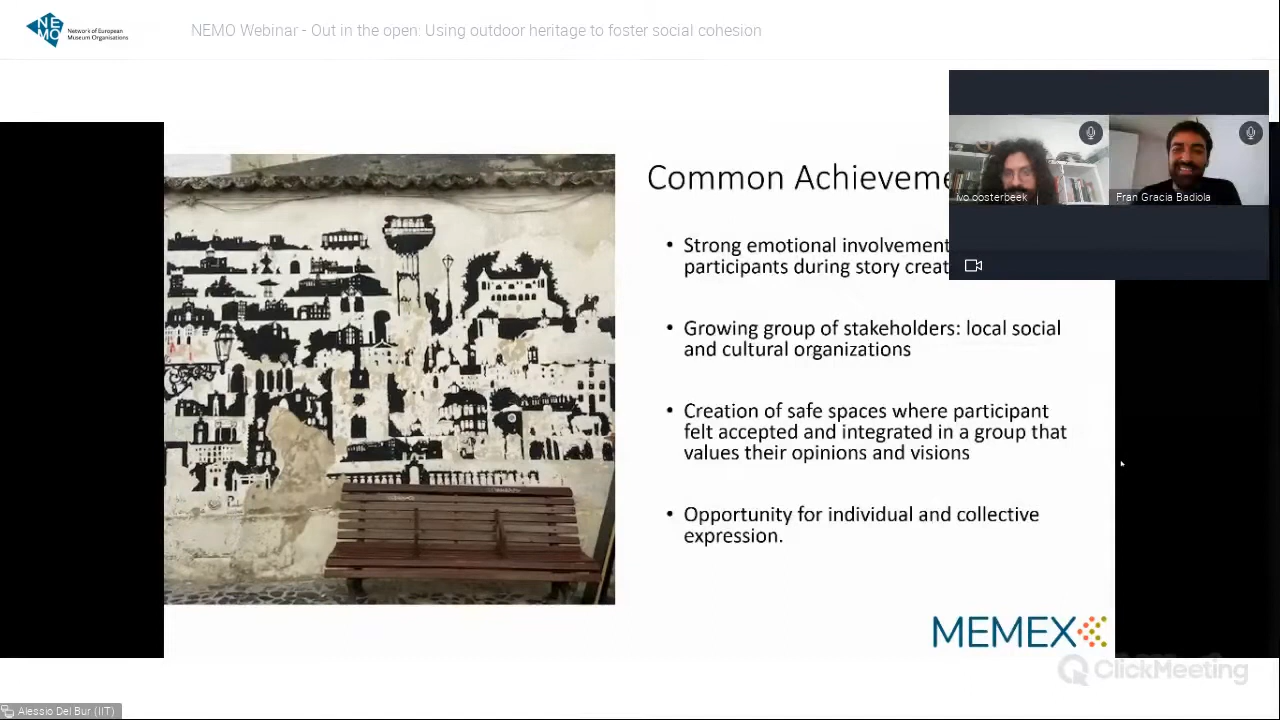 NEMO
Network of European
Museum Organisations
NEMO Webinar - Out in the open: Using outdoor heritage to foster social cohesion
Common Achieveme
ivo.oosterbeek
Fran Gracia Badiola
• Strong emotional involvement
participants during story creat
• Growing group of stakeholders: local social
and cultural organizations
• Creation of safe spaces where participant
felt accepted and integrated in a group that
values their opinions and visions
• Opportunity for individual and collective
expression.
MEMEX
ClickMeeting
Alessio Del Bur (IIT)